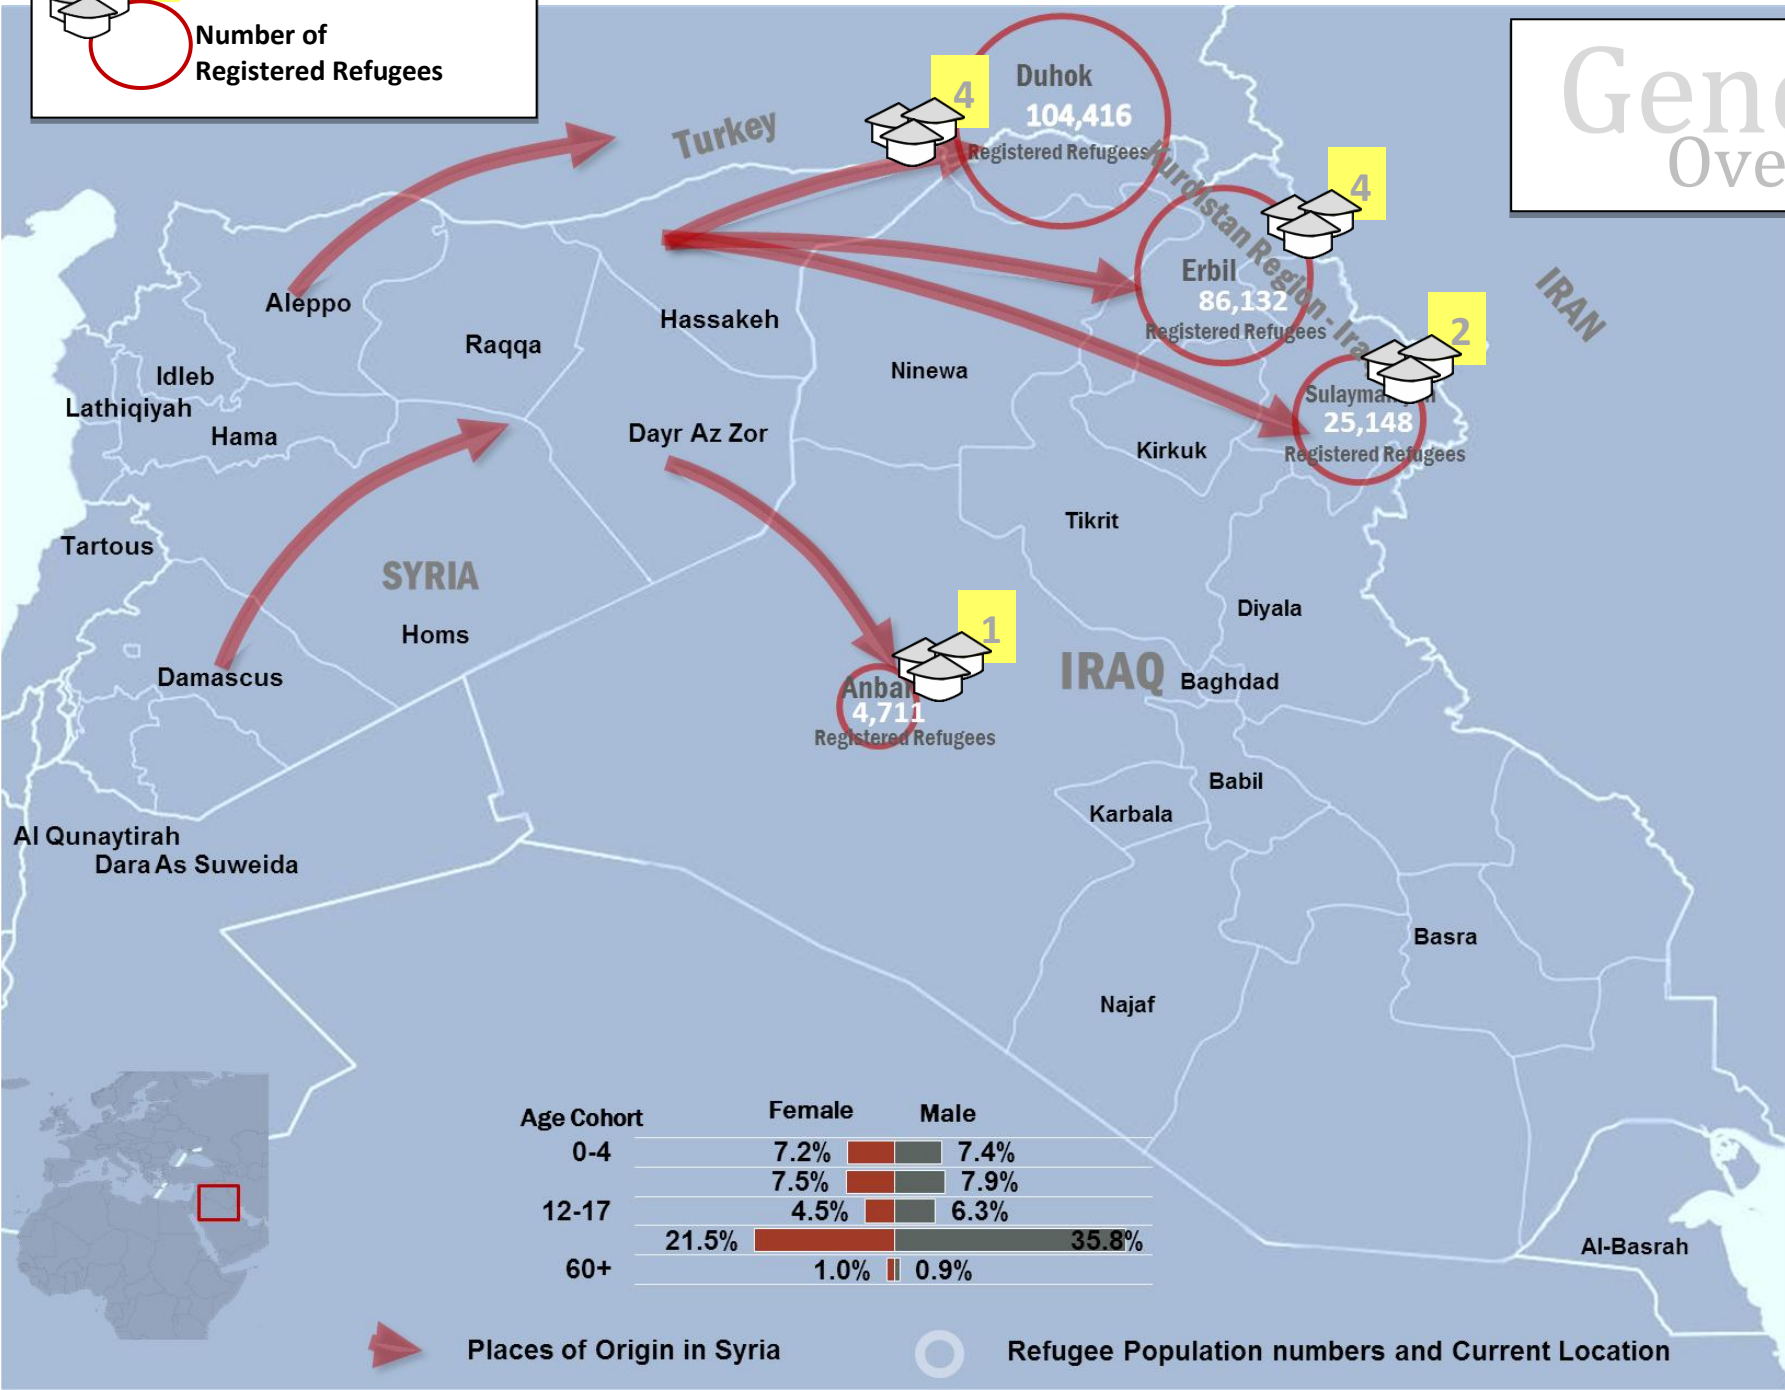 Number of
Registered Refugees
Gen
Ove
Turkey
4
Duhok
104,416
Registered Refugees
Kurdistan Region - Iraq
4
Erbil
86,132
Registered Refugees
IRAN
2
25,148
Registered Refugees
Aleppo
Raqqa
Hassakeh
Ninewa
Idleb
Lathiqiyah
Hama
Dayr Az Zor
Kirkuk
Tikrit
Tartous
SYRIA
Homs
Damascus
1
Anbar
4,711
Registered Refugees
IRAQ
Diyala
Baghdad
Babil
Karbala
Al Qunaytirah
Dara As Suweida
Basra
Najaf
Al-Basrah
Age Cohort Female Male
0-4 7.2% 7.4%
7.5% 7.9%
12-17 4.5% 6.3%
21.5% 35.8%
60+ 1.0% 0.9%
Places of Origin in Syria
Refugee Population numbers and Current Location